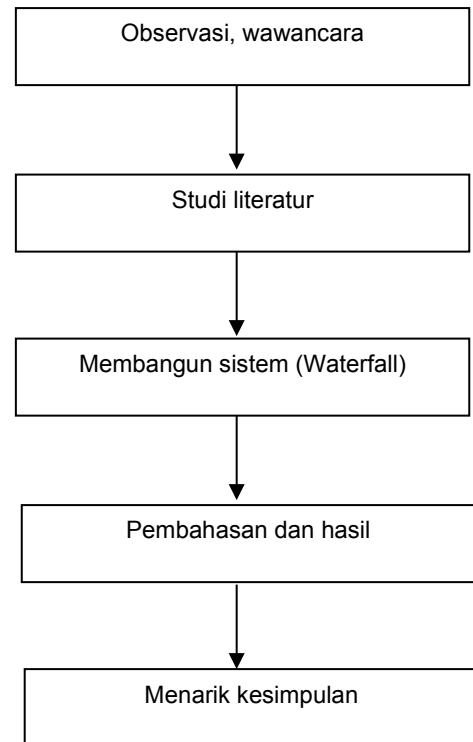 Observasi, wawancara
Studi literatur
Membangun sistem (Waterfall)
Pembahasan dan hasil
Menarik kesimpulan